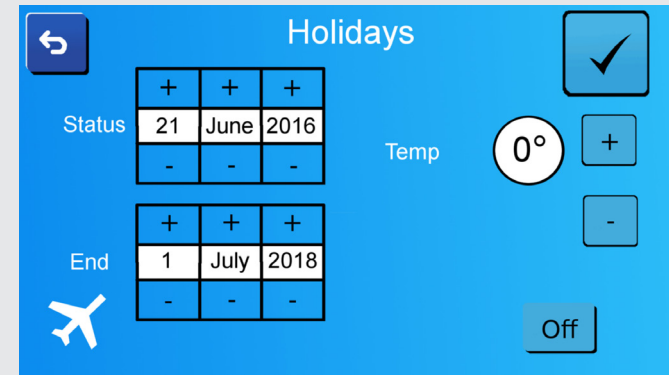 Holidays
+ + +
Status 21 June 2016
- - -
Temp 0° +
-
+ + +
End 1 July 2018
- - -
Off